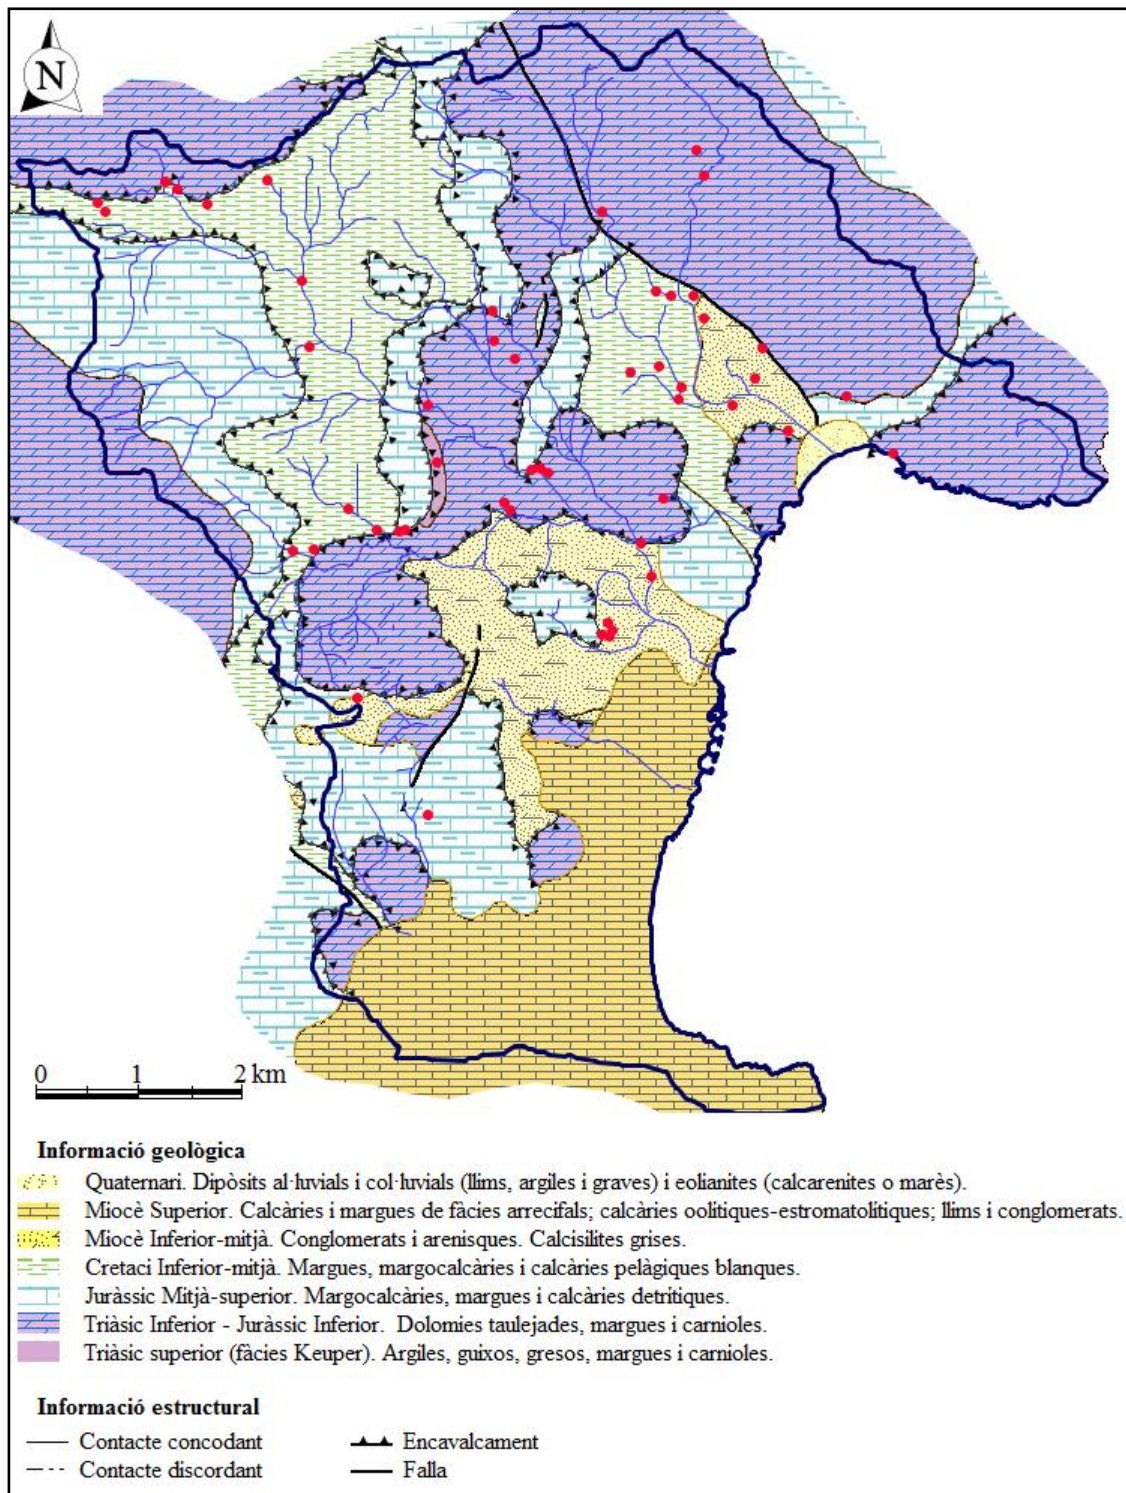 N
0 1 2 km
Informació geològica
Quaternari. Dipòsits al·luvials i col·luvials (llims, argiles i graves) i eolianites (calcarenites o marès).
Miocè Superior. Calcàries i margues de fàcies arrecifals; calcàries oolitiques-estromatolítiques; llims i conglomerats.
Miocè Inferior-mitjà. Conglomerats i arenisques. Calcisilites grises.
Cretaci Inferior-mitjà. Margues, margocalcàries i calcàries pelàgiques blanques.
Juràssic Mitjà-superior. Margocalcàries, margues i calcàries detrítiques.
Triàsic Inferior - Juràssic Inferior. Dolomies taulejades, margues i carnioles.
Triàsic superior (fàcies Keuper). Argiles, guixos, gresos, margues i carnioles.
Informació estructural
Contacte concodant
Encavalcament
Contacte discordant
Falla